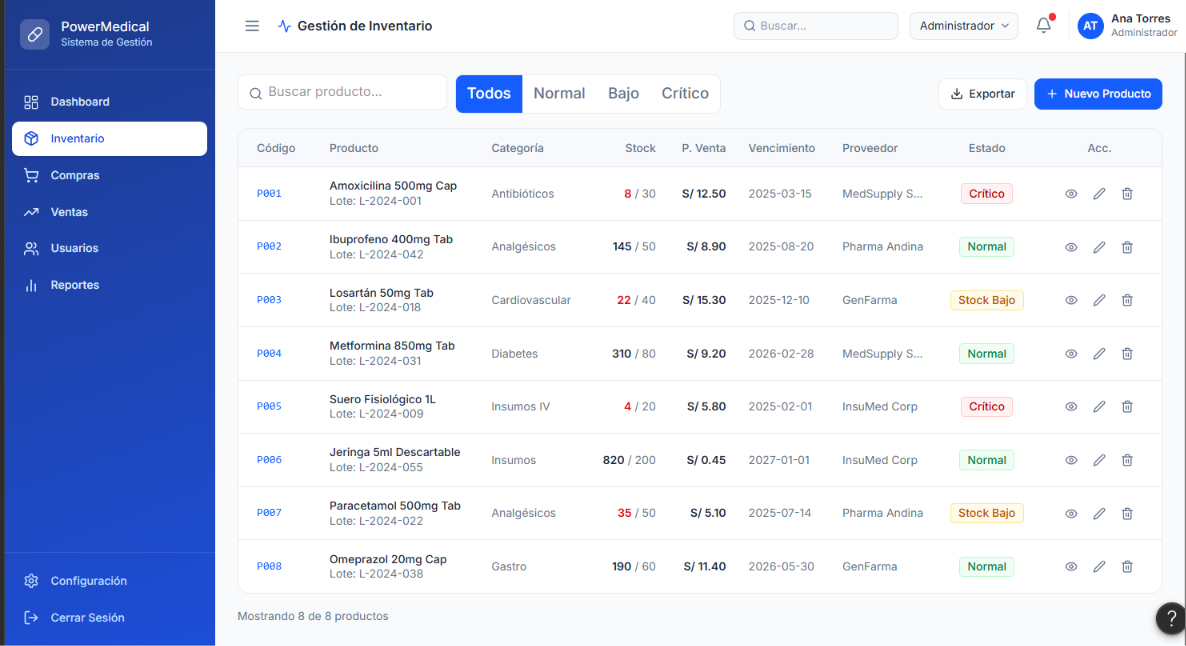 PowerMedical
Sistema de Gestión
Dashboard
Inventario
Compras
Ventas
Usuarios
Reportes
Configuración
Cerrar Sesión
Gestión de Inventario
Buscar...
Administrador
AT
Ana Torres
Administrador
Buscar producto...
Todos Normal Bajo Crítico
Exportar
+ Nuevo Producto
Código Producto Categoría Stock P. Venta Vencimiento Proveedor Estado Acc.
P001 Amoxicilina 500mg Cap Antibióticos 8 / 30 S/ 12.50 2025-03-15 MedSupply S... Crítico
Lote: L-2024-001
P002 Ibuprofeno 400mg Tab Analgésicos 145 / 50 S/ 8.90 2025-08-20 Pharma Andina Normal
Lote: L-2024-042
P003 Losartán 50mg Tab Cardiovascular 22 / 40 S/ 15.30 2025-12-10 GenFarma Stock Bajo
Lote: L-2024-018
P004 Metformina 850mg Tab Diabetes 310 / 80 S/ 9.20 2026-02-28 MedSupply S... Normal
Lote: L-2024-031
P005 Suero Fisiológico 1L Insumos IV 4 / 20 S/ 5.80 2025-02-01 InsuMed Corp Crítico
Lote: L-2024-009
P006 Jeringa 5ml Descartable Insumos 820 / 200 S/ 0.45 2027-01-01 InsuMed Corp Normal
Lote: L-2024-055
P007 Paracetamol 500mg Tab Analgésicos 35 / 50 S/ 5.10 2025-07-14 Pharma Andina Stock Bajo
Lote: L-2024-022
P008 Omeprazol 20mg Cap Gastro 190 / 60 S/ 11.40 2026-05-30 GenFarma Normal
Lote: L-2024-038
Mostrando 8 de 8 productos
?